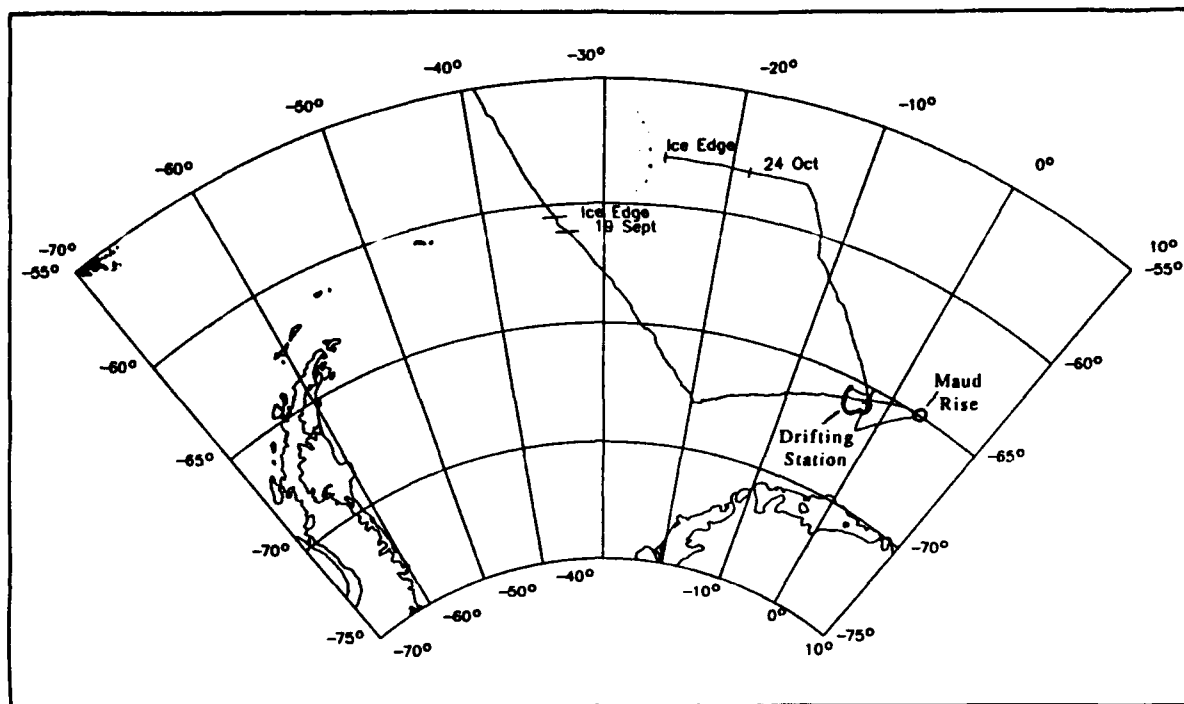 -30°
-40° -20°
-50° -10°
-60° 0°
-70° 10°
-55° -55°
Ice Edge
24 Oct
Ice Edge
19 Sept
-60° -60°
Maud
Rise
Drifting
Station
-65° -65°
-70° -70°
-75° -75°
-70° -60° -50° -40° -10° 0° 10°